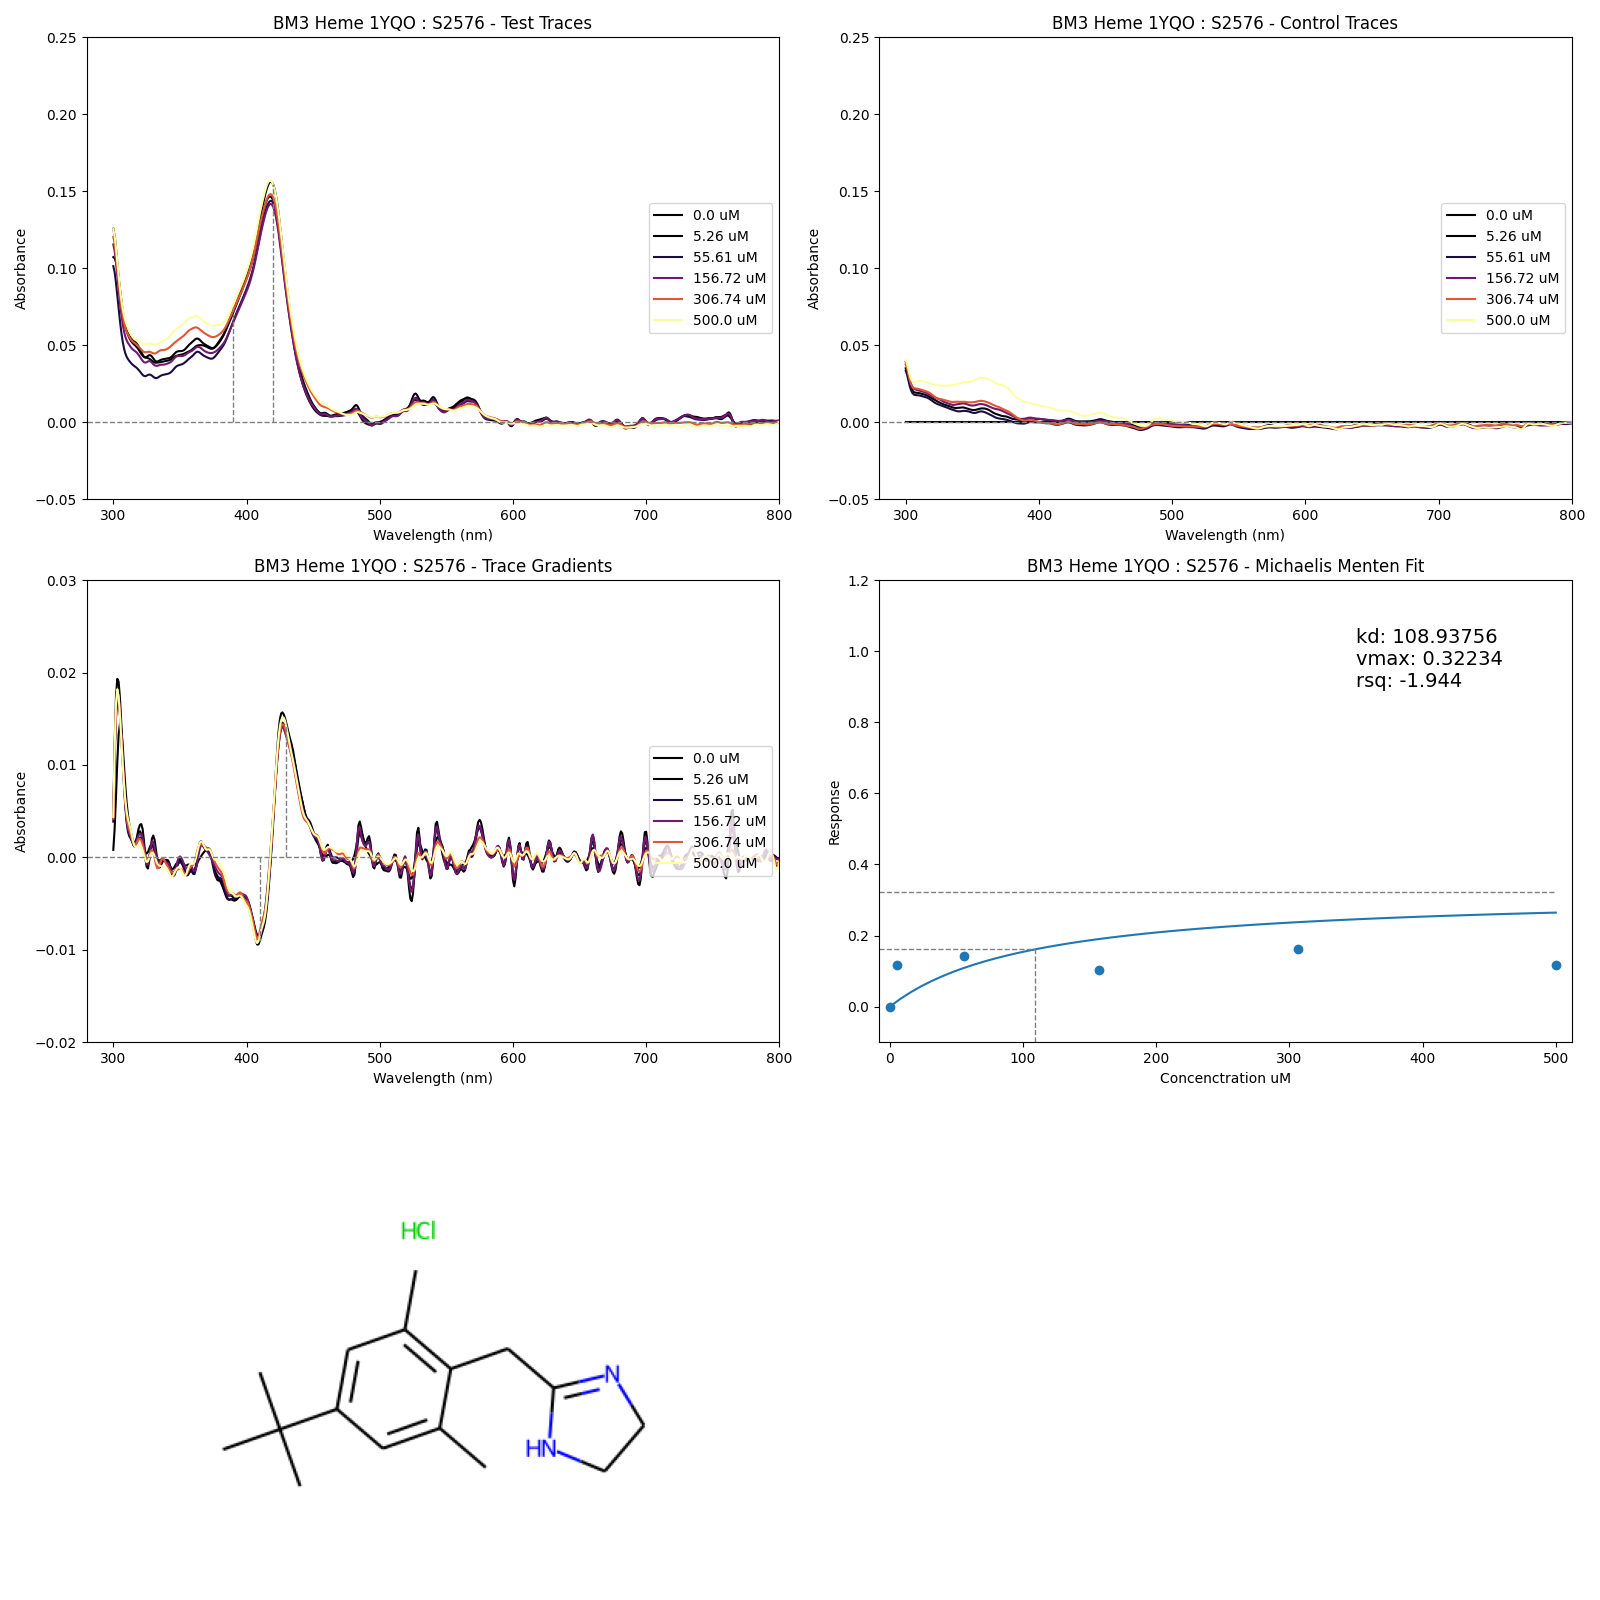 BM3 Heme 1YQO : S2576 - Test Traces
0.25
0.20
0.15
0.10
0.05
0.00
−0.05
Absorbance
300 400 500 600 700 800
Wavelength (nm)
0.0 uM
5.26 uM
55.61 uM
156.72 uM
306.74 uM
500.0 uM
BM3 Heme 1YQO : S2576 - Control Traces
0.25
0.20
0.15
0.10
0.05
0.00
−0.05
Absorbance
300 400 500 600 700 800
Wavelength (nm)
0.0 uM
5.26 uM
55.61 uM
156.72 uM
306.74 uM
500.0 uM
BM3 Heme 1YQO : S2576 - Trace Gradients
0.03
0.02
0.01
0.00
−0.01
−0.02
Absorbance
300 400 500 600 700 800
Wavelength (nm)
0.0 uM
5.26 uM
55.61 uM
156.72 uM
306.74 uM
500.0 uM
BM3 Heme 1YQO : S2576 - Michaelis Menten Fit
1.2
1.0
0.8
0.6
0.4
0.2
0.0
Response
kd: 108.93756
vmax: 0.32234
rsq: -1.944
0 100 200 300 400 500
Concenctration uM
HCl
N
HN